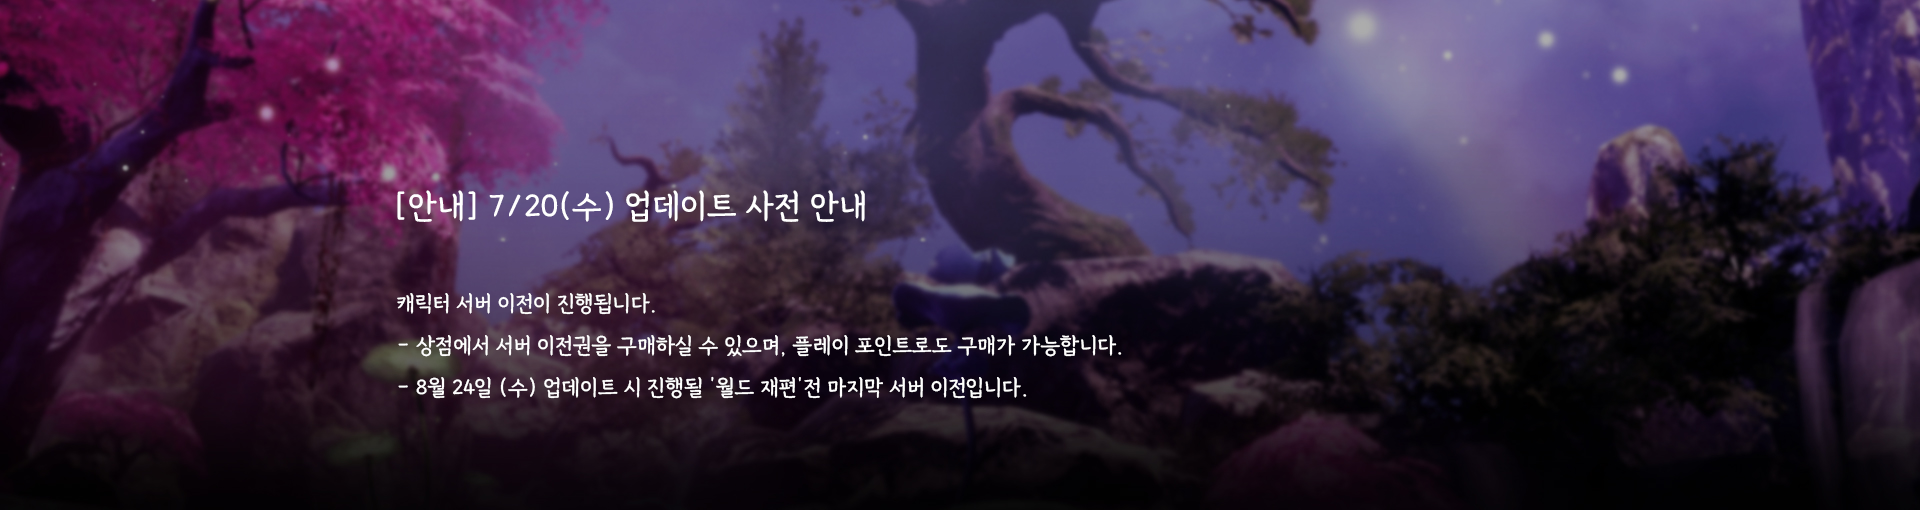 [안내] 7/20(수) 업데이트 사전 안내
캐릭터 서버 이전이 진행됩니다.
- 상점에서 서버 이전권을 구매하실 수 있으며, 플레이 포인트로도 구매가 가능합니다.
- 8월 24일 (수) 업데이트 시 진행될 '월드 재편'전 마지막 서버 이전입니다.